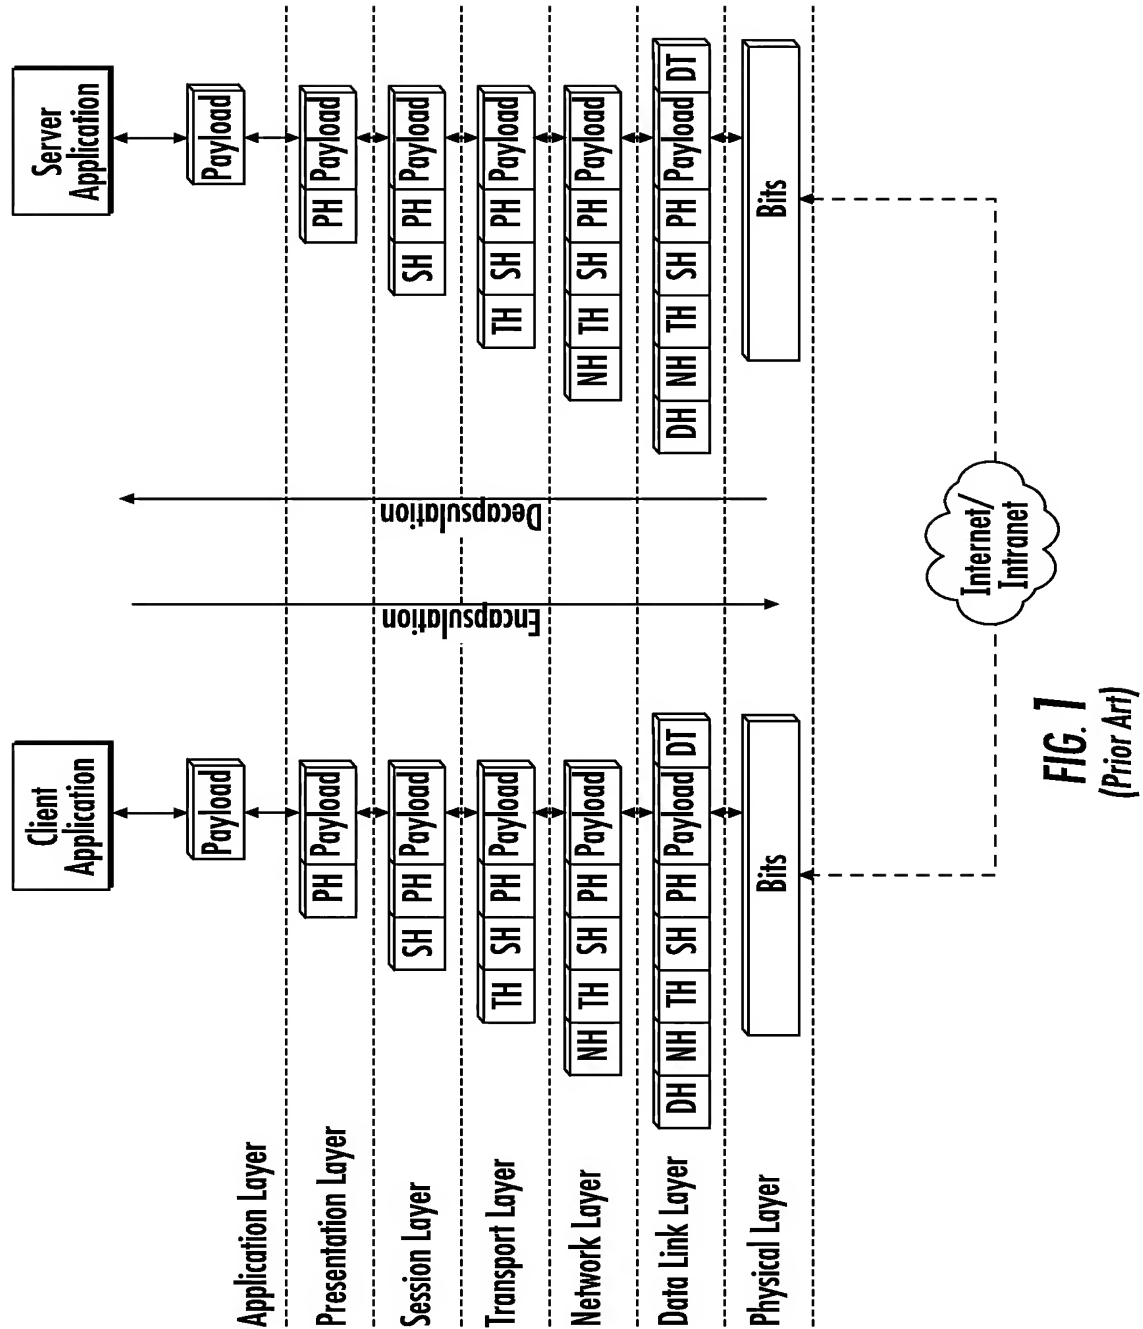 Client
Application
Server
Application
Application Layer
Payload
Payload
Presentation Layer
PH Payload
PH Payload
Session Layer
SH PH Payload
SH PH Payload
Transport Layer
TH SH PH Payload
TH SH PH Payload
Network Layer
NH TH SH PH Payload
NH TH SH PH Payload
Data Link Layer
DH NH TH SH PH Payload DT
DH NH TH SH PH Payload DT
Physical Layer
Bits
Bits
Encapsulation
Decapsulation
Internet/
Intranet
FIG. 1
(Prior Art)